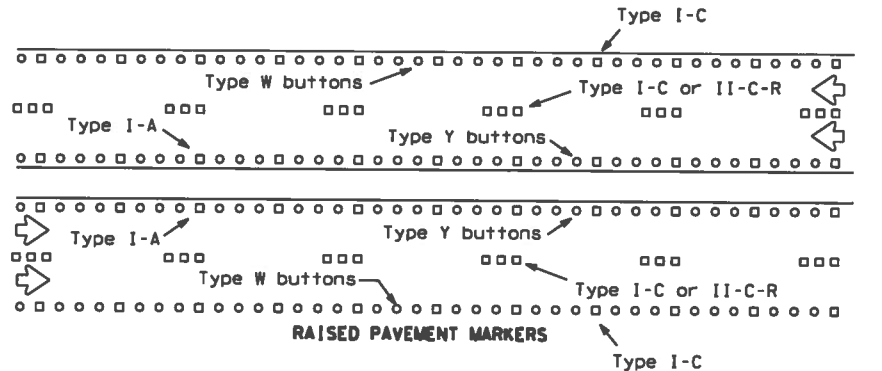 Type I-C
Type W buttons
Type I-C or II-C-R
Type I-A
Type Y buttons
Type I-A
Type Y buttons
Type W buttons
Type I-C or II-C-R
RAISED PAVEMENT MARKERS
Type I-C